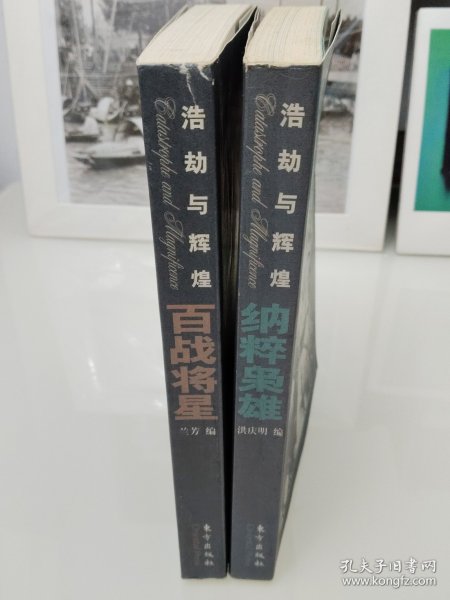 浩劫与辉煌
Catastrophe and Magnificence
百战将星
兰芳 编
东方出版社
浩劫与辉煌
Catastrophe and Magnificence
纳粹枭雄
洪庆明 编
东方出版社
孔夫子旧书网
www.kongfz.com